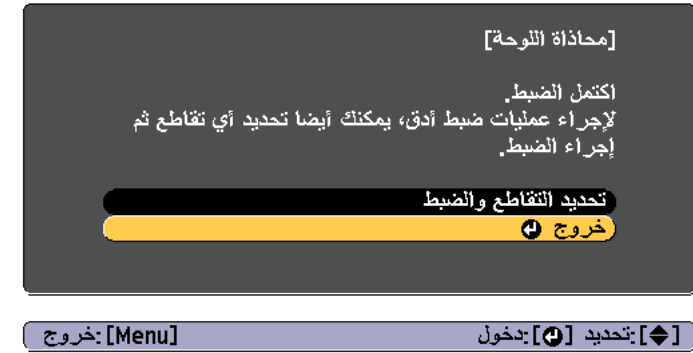 [محاذاة اللوحة]
اكتمل الضبط.
لإجراء عمليات ضبط أدق، يمكنك أيضا تحديد أي تقاطع ثم
إجراء الضبط.
تحديد التقاطع والضبط
خروج
[◆]:تحديد [↵]:دخول [Menu]:خروج